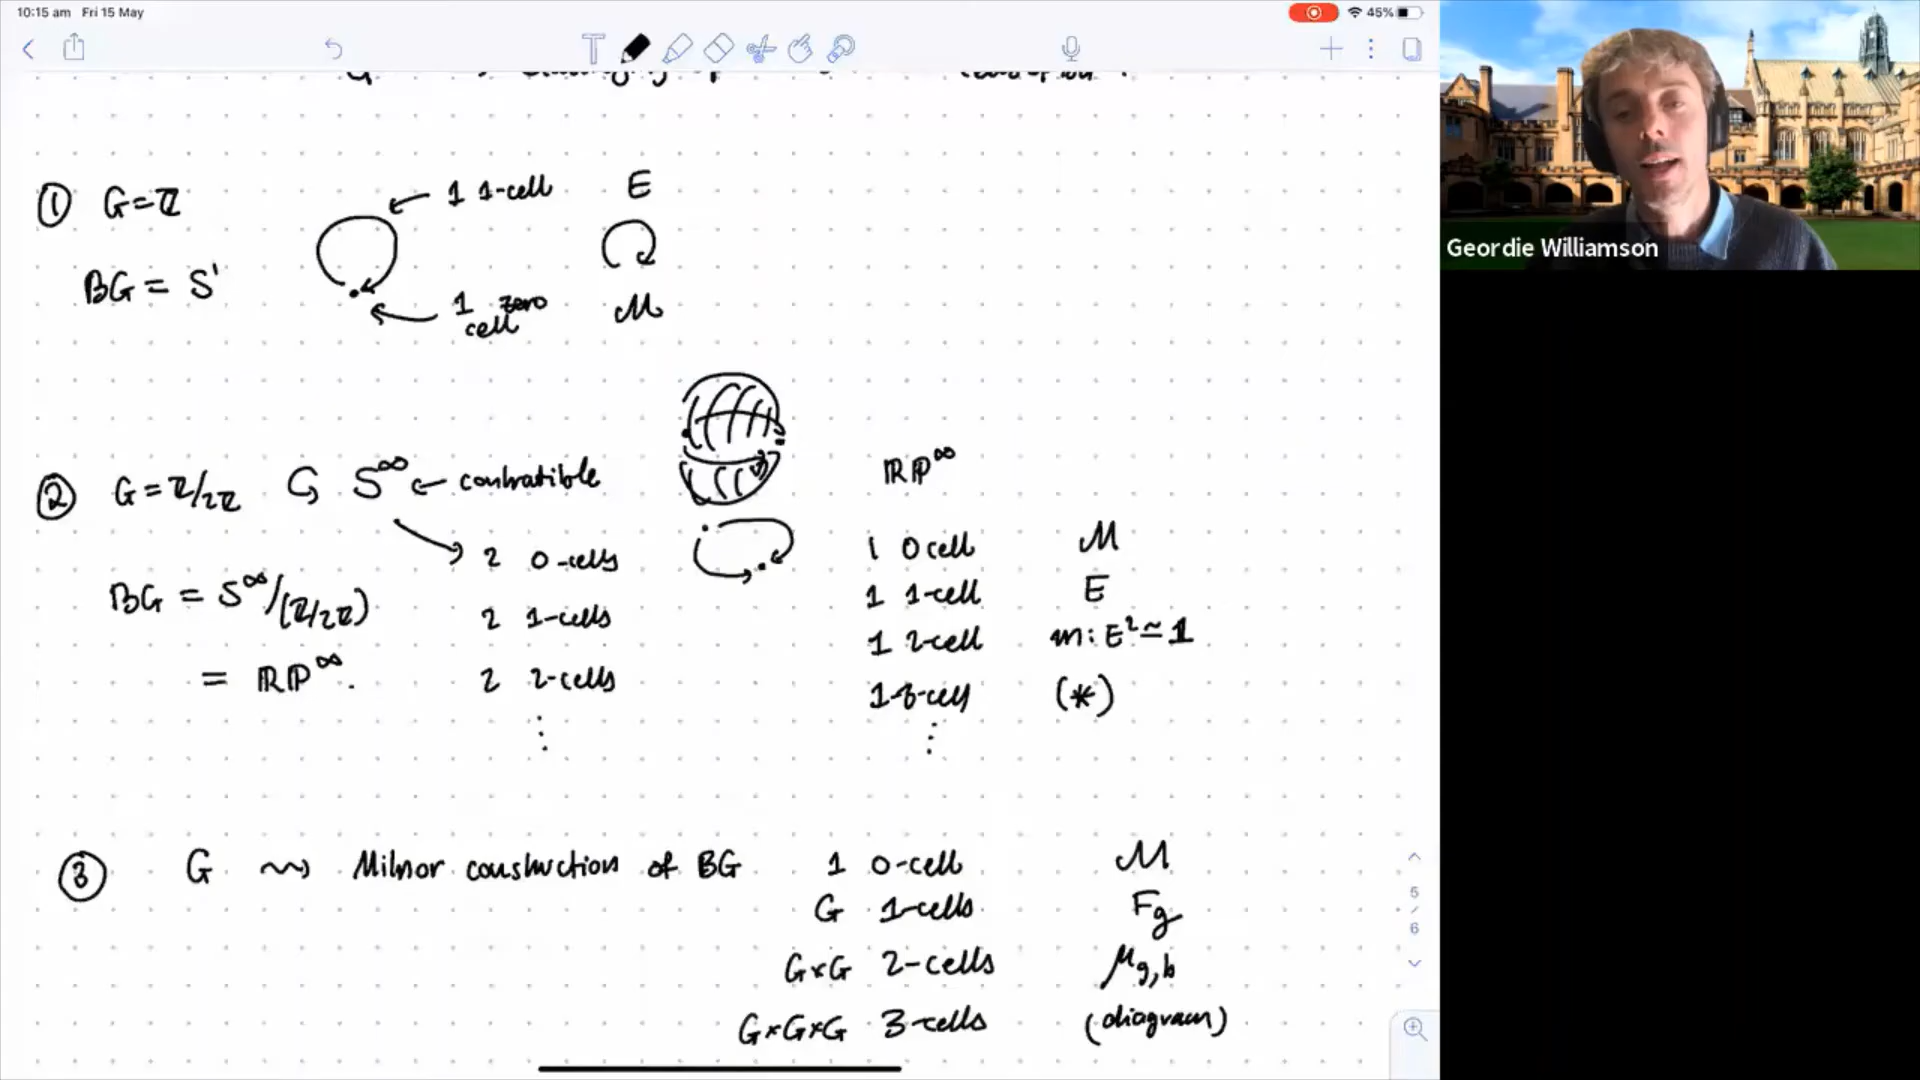 10:15 am Fri 15 May
45%
Geordie Williamson
① G=ℤ
1 1-cell
E
BG = S¹
1 zero
cell
M
② G=ℤ/2ℤ
S^∞ ← contratible
ℝℙ^∞
2 0-cells
1 0 cell
M
BG = S^∞/(ℤ/2ℤ)
2 1-cells
1 1-cell
E
= ℝℙ^∞.
2 2-cells
1 2-cell
m: E² ≃ 1
⋮
1 3-cell
(*)
⋮
③ G ⇝ Milnor construction of BG
1 0-cell
M
G 1-cells
F_g
G×G 2-cells
μ_{g,h}
G×G×G 3-cells
(diagram)
5
/
6